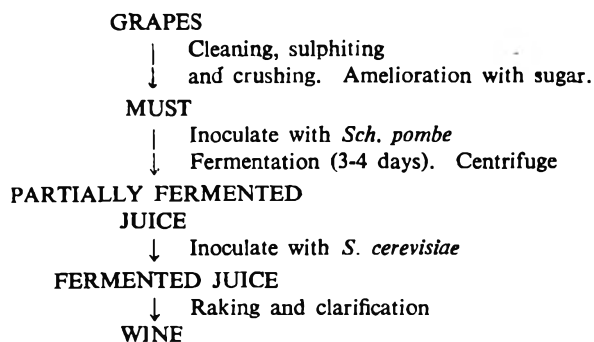 GRAPES
Cleaning, sulphiting
and crushing. Amelioration with sugar.
MUST
Inoculate with Sch. pombe
Fermentation (3-4 days). Centrifuge
PARTIALLY FERMENTED
JUICE
Inoculate with S. cerevisiae
FERMENTED JUICE
Raking and clarification
WINE